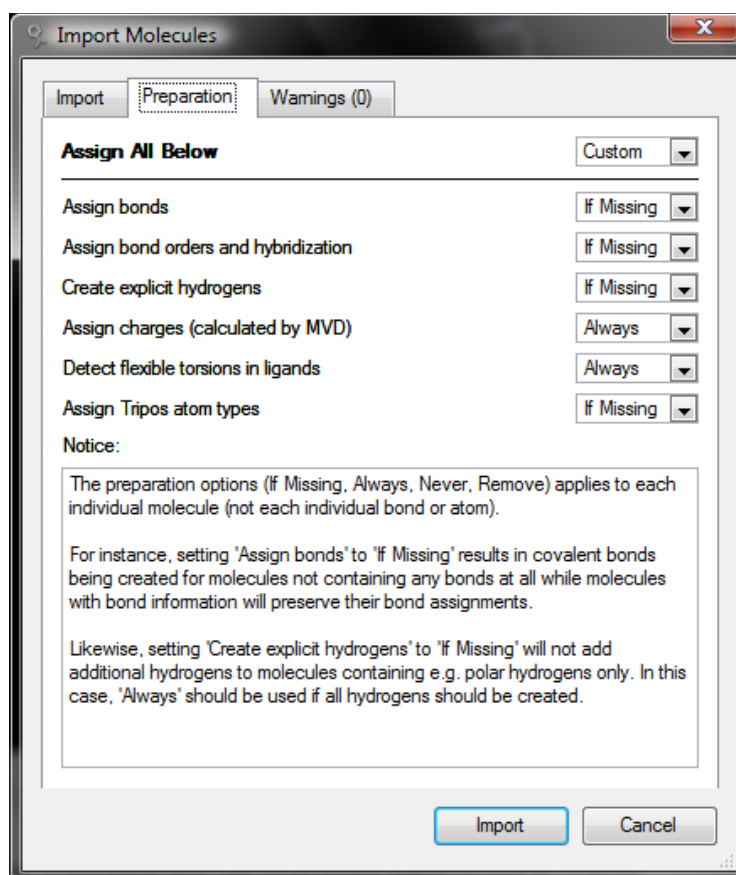 Import Molecules
Import Preparation Warnings (0)
Assign All Below Custom
Assign bonds If Missing
Assign bond orders and hybridization If Missing
Create explicit hydrogens If Missing
Assign charges (calculated by MVD) Always
Detect flexible torsions in ligands Always
Assign Tripos atom types If Missing
Notice:
The preparation options (If Missing, Always, Never, Remove) applies to each
individual molecule (not each individual bond or atom).
For instance, setting 'Assign bonds' to 'If Missing' results in covalent bonds
being created for molecules not containing any bonds at all while molecules
with bond information will preserve their bond assignments.
Likewise, setting 'Create explicit hydrogens' to 'If Missing' will not add
additional hydrogens to molecules containing e.g. polar hydrogens only. In this
case, 'Always' should be used if all hydrogens should be created.
Import Cancel